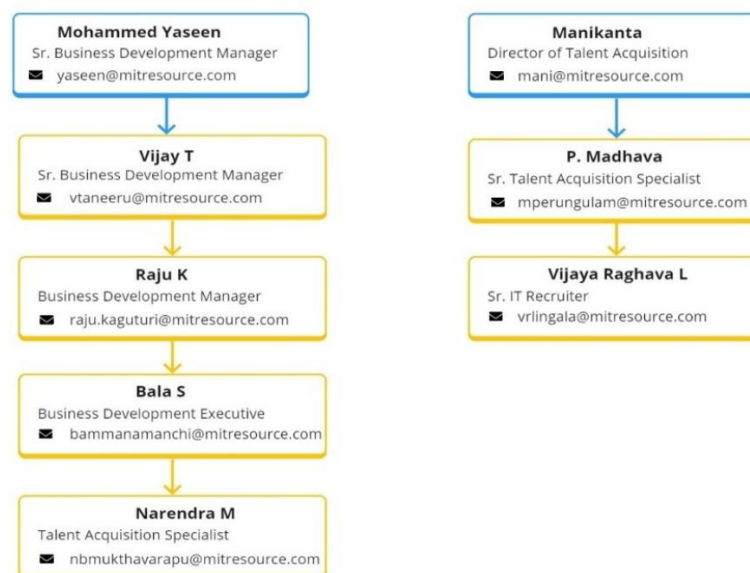 Mohammed Yaseen
Sr. Business Development Manager
yaseen@mitresource.com
Vijay T
Sr. Business Development Manager
vtaneeru@mitresource.com
Raju K
Business Development Manager
raju.kaguturi@mitresource.com
Bala S
Business Development Executive
bammanamanchi@mitresource.com
Narendra M
Talent Acquisition Specialist
nbmukthavarapu@mitresource.com
Manikanta
Director of Talent Acquisition
mani@mitresource.com
P. Madhava
Sr. Talent Acquisition Specialist
mperungulam@mitresource.com
Vijaya Raghava L
Sr. IT Recruiter
vrlingala@mitresource.com